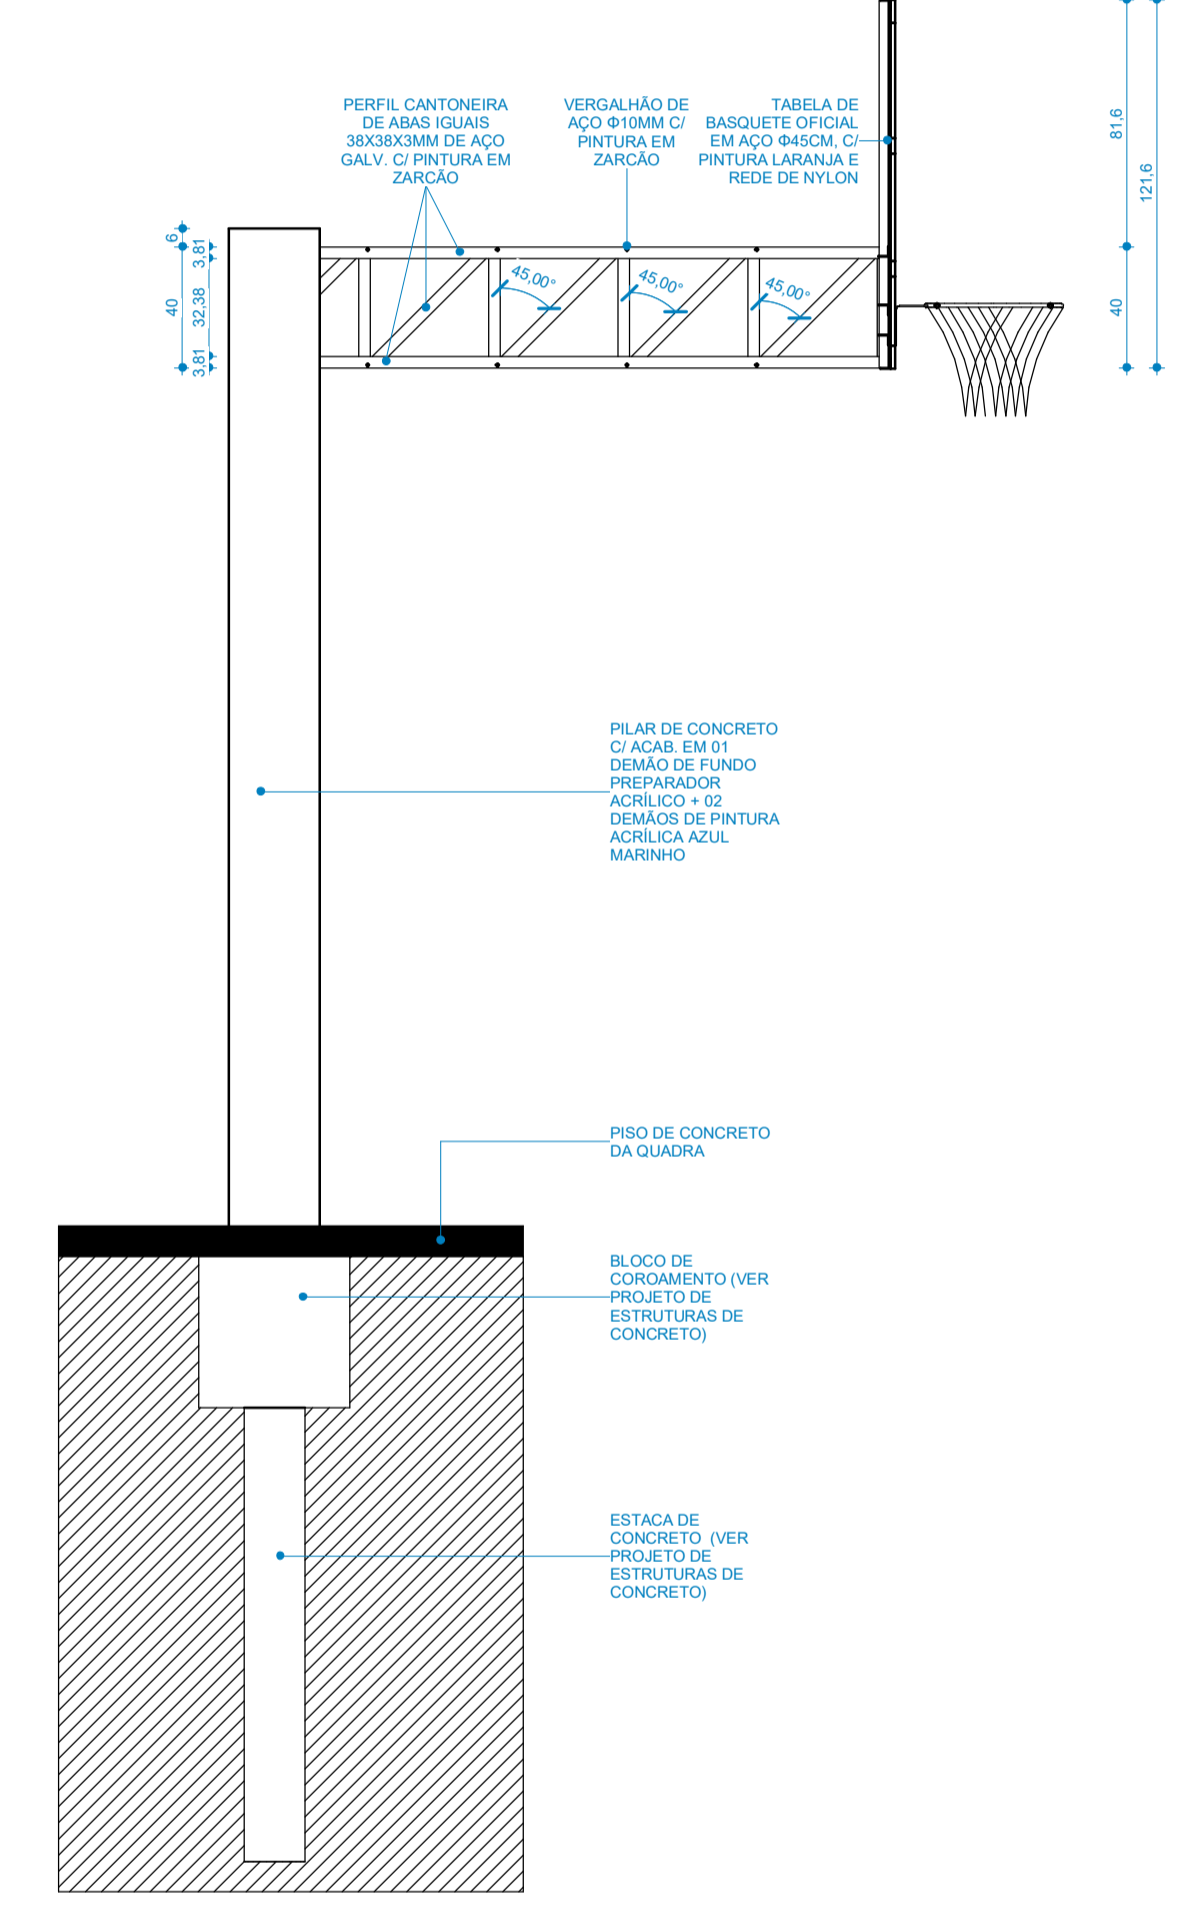 PERFIL CANTONEIRA
DE ABAS IGUAIS
38X38X3MM DE AÇO
GALV. C/ PINTURA EM
ZARCÃO
VERGALHÃO DE
AÇO Φ10MM C/
PINTURA EM
ZARCÃO
TABELA DE
BASQUETE OFICIAL
EM AÇO Φ45CM, C/
PINTURA LARANJA E
REDE DE NYLON
81,6
121,6
40
6
40
3,81
32,38
3,81
45,00°
45,00°
45,00°
PILAR DE CONCRETO
C/ ACAB. EM 01
DEMÃO DE FUNDO
PREPARADOR
ACRÍLICO + 02
DEMÃOS DE PINTURA
ACRÍLICA AZUL
MARINHO
PISO DE CONCRETO
DA QUADRA
BLOCO DE
COROAMENTO (VER
PROJETO DE
ESTRUTURAS DE
CONCRETO)
ESTACA DE
CONCRETO (VER
PROJETO DE
ESTRUTURAS DE
CONCRETO)